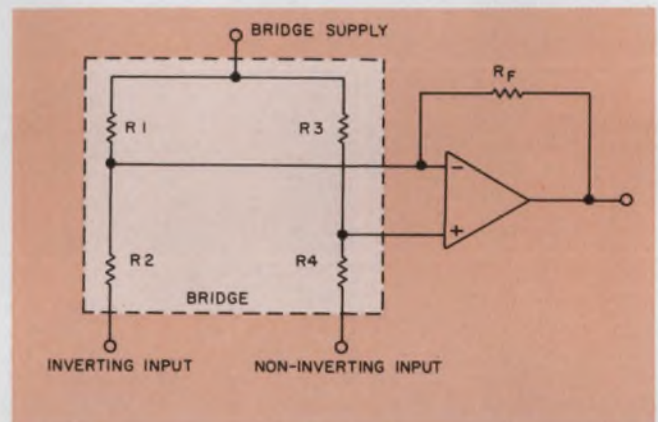 BRIDGE SUPPLY
R1
R3
RF
−
+
R2
R4
BRIDGE
INVERTING INPUT
NON-INVERTING INPUT